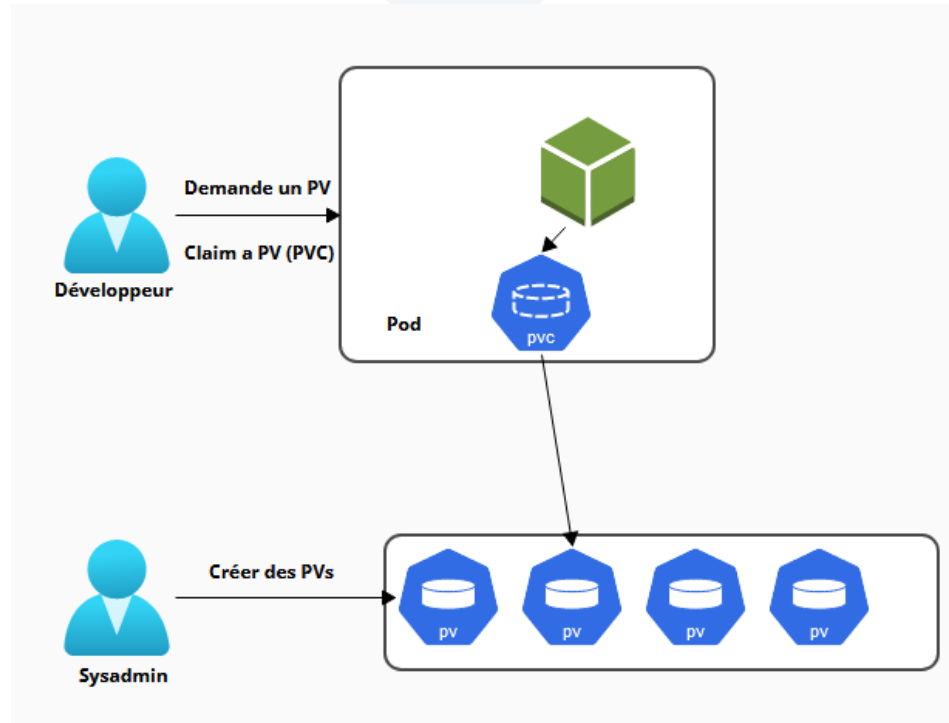 Demande un PV
Claim a PV (PVC)
Développeur
Pod
pvc
Créer des PVs
Sysadmin
pv
pv
pv
pv